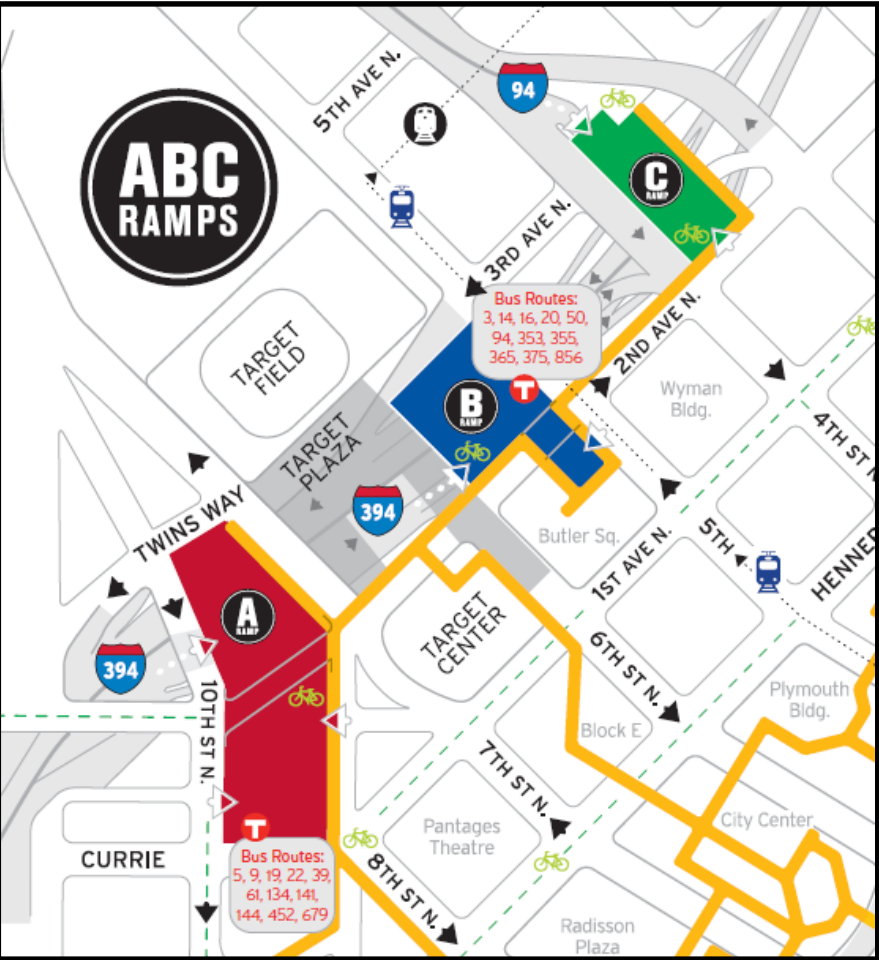 5TH AVE N.
94
ABC
RAMPS
C
RAMP
3RD AVE N.
Bus Routes:
3, 14, 16, 20, 50,
94, 353, 355,
365, 375, 856
2ND AVE N.
TARGET
FIELD
Wyman
Bldg.
T
B
RAMP
4TH ST N.
TARGET
PLAZA
394
TWINS WAY
Butler Sq.
5TH
1ST AVE N.
HENNE
A
RAMP
TARGET
CENTER
394
6TH ST N.
10TH ST N.
Plymouth
Bldg.
Block E
7TH ST N.
T
City Center
Pantages
Theatre
Bus Routes:
5, 9, 19, 22, 39,
61, 134, 141,
144, 452, 679
CURRIE
8TH ST N.
Radisson
Plaza